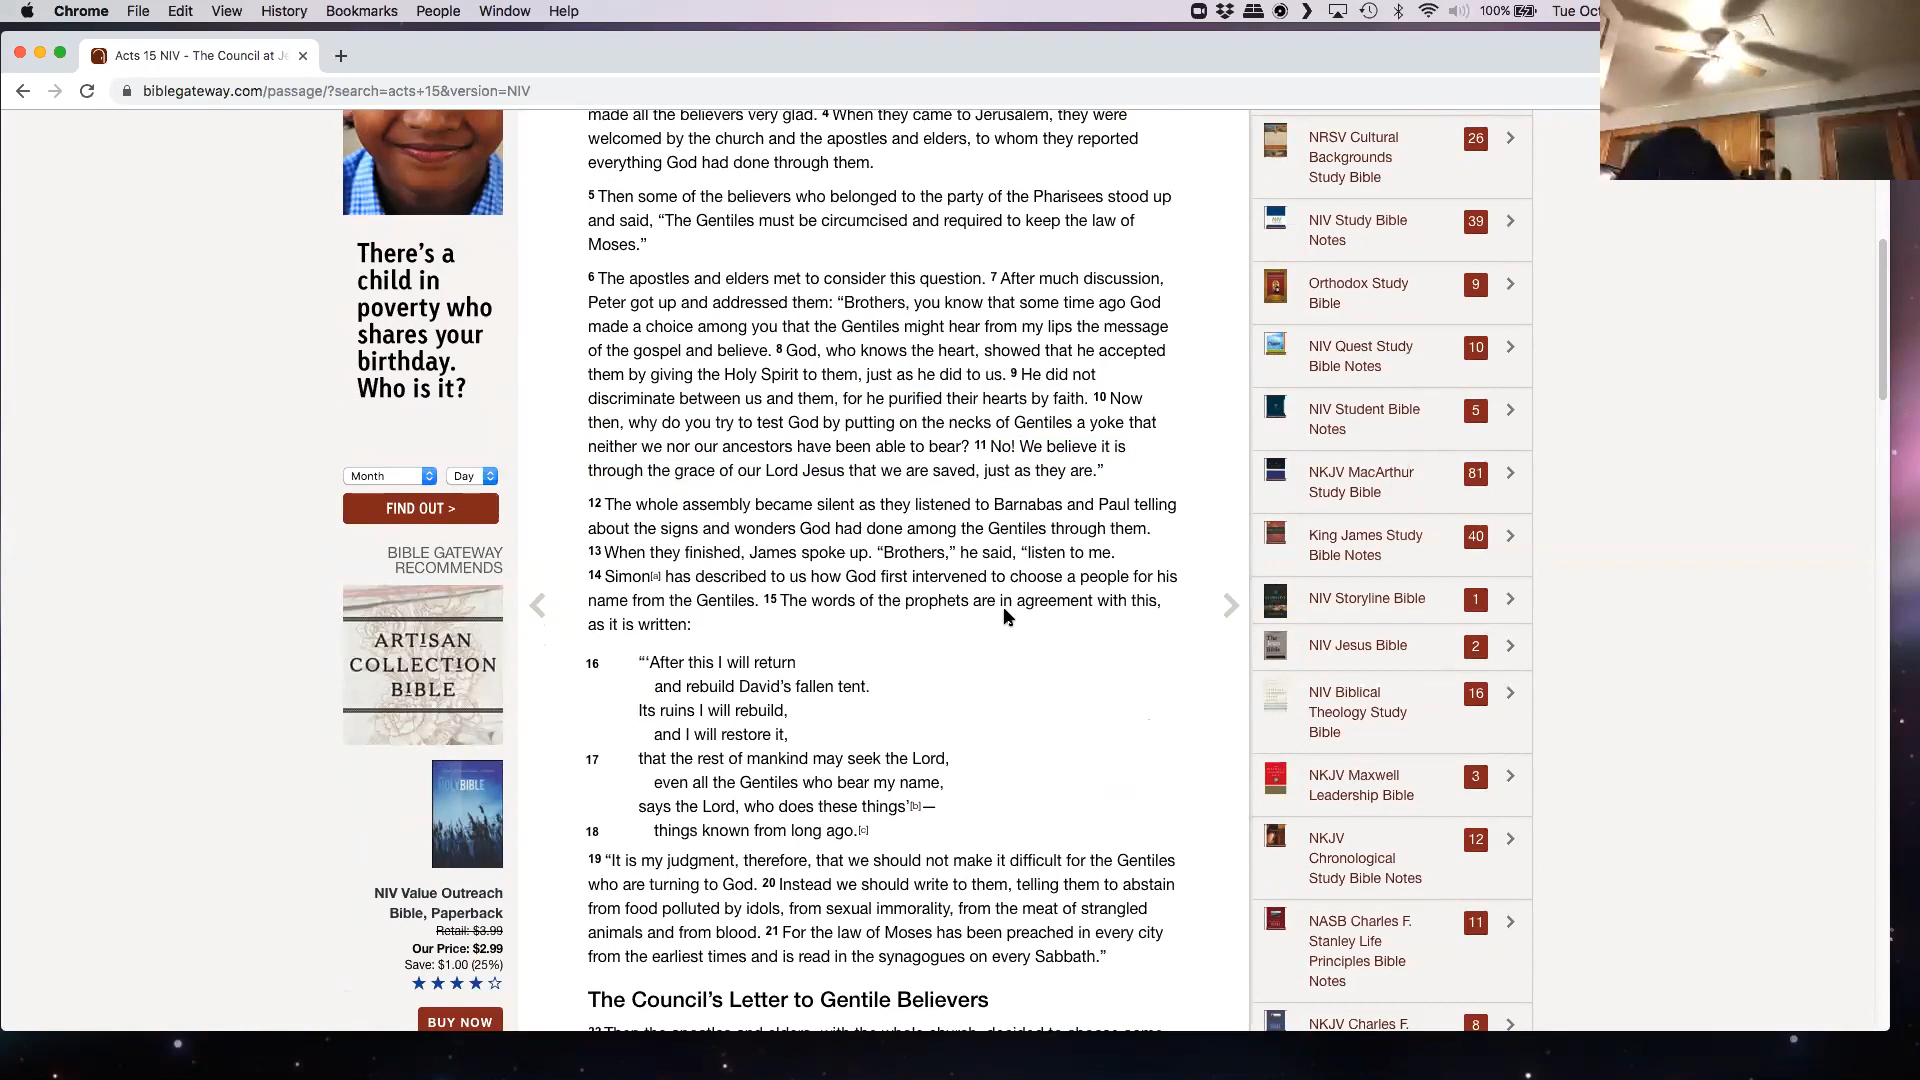 Chrome File Edit View History Bookmarks People Window Help
100%
Tue Oct
Acts 15 NIV - The Council at Je
biblegateway.com/passage/?search=acts+15&version=NIV
There's a
child in
poverty who
shares your
birthday.
Who is it?
Month Day
FIND OUT >
BIBLE GATEWAY
RECOMMENDS
ARTISAN
COLLECTION
BIBLE
HOLY BIBLE
NIV Value Outreach
Bible, Paperback
Retail: $3.99
Our Price: $2.99
Save: $1.00 (25%)
BUY NOW
made all the believers very glad. 4 When they came to Jerusalem, they were
welcomed by the church and the apostles and elders, to whom they reported
everything God had done through them.
5 Then some of the believers who belonged to the party of the Pharisees stood up
and said, “The Gentiles must be circumcised and required to keep the law of
Moses.”
6 The apostles and elders met to consider this question. 7 After much discussion,
Peter got up and addressed them: “Brothers, you know that some time ago God
made a choice among you that the Gentiles might hear from my lips the message
of the gospel and believe. 8 God, who knows the heart, showed that he accepted
them by giving the Holy Spirit to them, just as he did to us. 9 He did not
discriminate between us and them, for he purified their hearts by faith. 10 Now
then, why do you try to test God by putting on the necks of Gentiles a yoke that
neither we nor our ancestors have been able to bear? 11 No! We believe it is
through the grace of our Lord Jesus that we are saved, just as they are.”
12 The whole assembly became silent as they listened to Barnabas and Paul telling
about the signs and wonders God had done among the Gentiles through them.
13 When they finished, James spoke up. “Brothers,” he said, “listen to me.
14 Simon[a] has described to us how God first intervened to choose a people for his
name from the Gentiles. 15 The words of the prophets are in agreement with this,
as it is written:
16 “‘After this I will return
and rebuild David’s fallen tent.
Its ruins I will rebuild,
and I will restore it,
17 that the rest of mankind may seek the Lord,
even all the Gentiles who bear my name,
says the Lord, who does these things’[b]—
18 things known from long ago.[c]
19 “It is my judgment, therefore, that we should not make it difficult for the Gentiles
who are turning to God. 20 Instead we should write to them, telling them to abstain
from food polluted by idols, from sexual immorality, from the meat of strangled
animals and from blood. 21 For the law of Moses has been preached in every city
from the earliest times and is read in the synagogues on every Sabbath.”
The Council’s Letter to Gentile Believers
22 Then the apostles and elders, with the whole church, decided to choose some
NRSV Cultural 26
Backgrounds
Study Bible
NIV Study Bible 39
Notes
Orthodox Study 9
Bible
NIV Quest Study 10
Bible Notes
NIV Student Bible 5
Notes
NKJV MacArthur 81
Study Bible
King James Study 40
Bible Notes
NIV Storyline Bible 1
NIV Jesus Bible 2
NIV Biblical 16
Theology Study
Bible
NKJV Maxwell 3
Leadership Bible
NKJV 12
Chronological
Study Bible Notes
NASB Charles F. 11
Stanley Life
Principles Bible
Notes
NKJV Charles F. 8